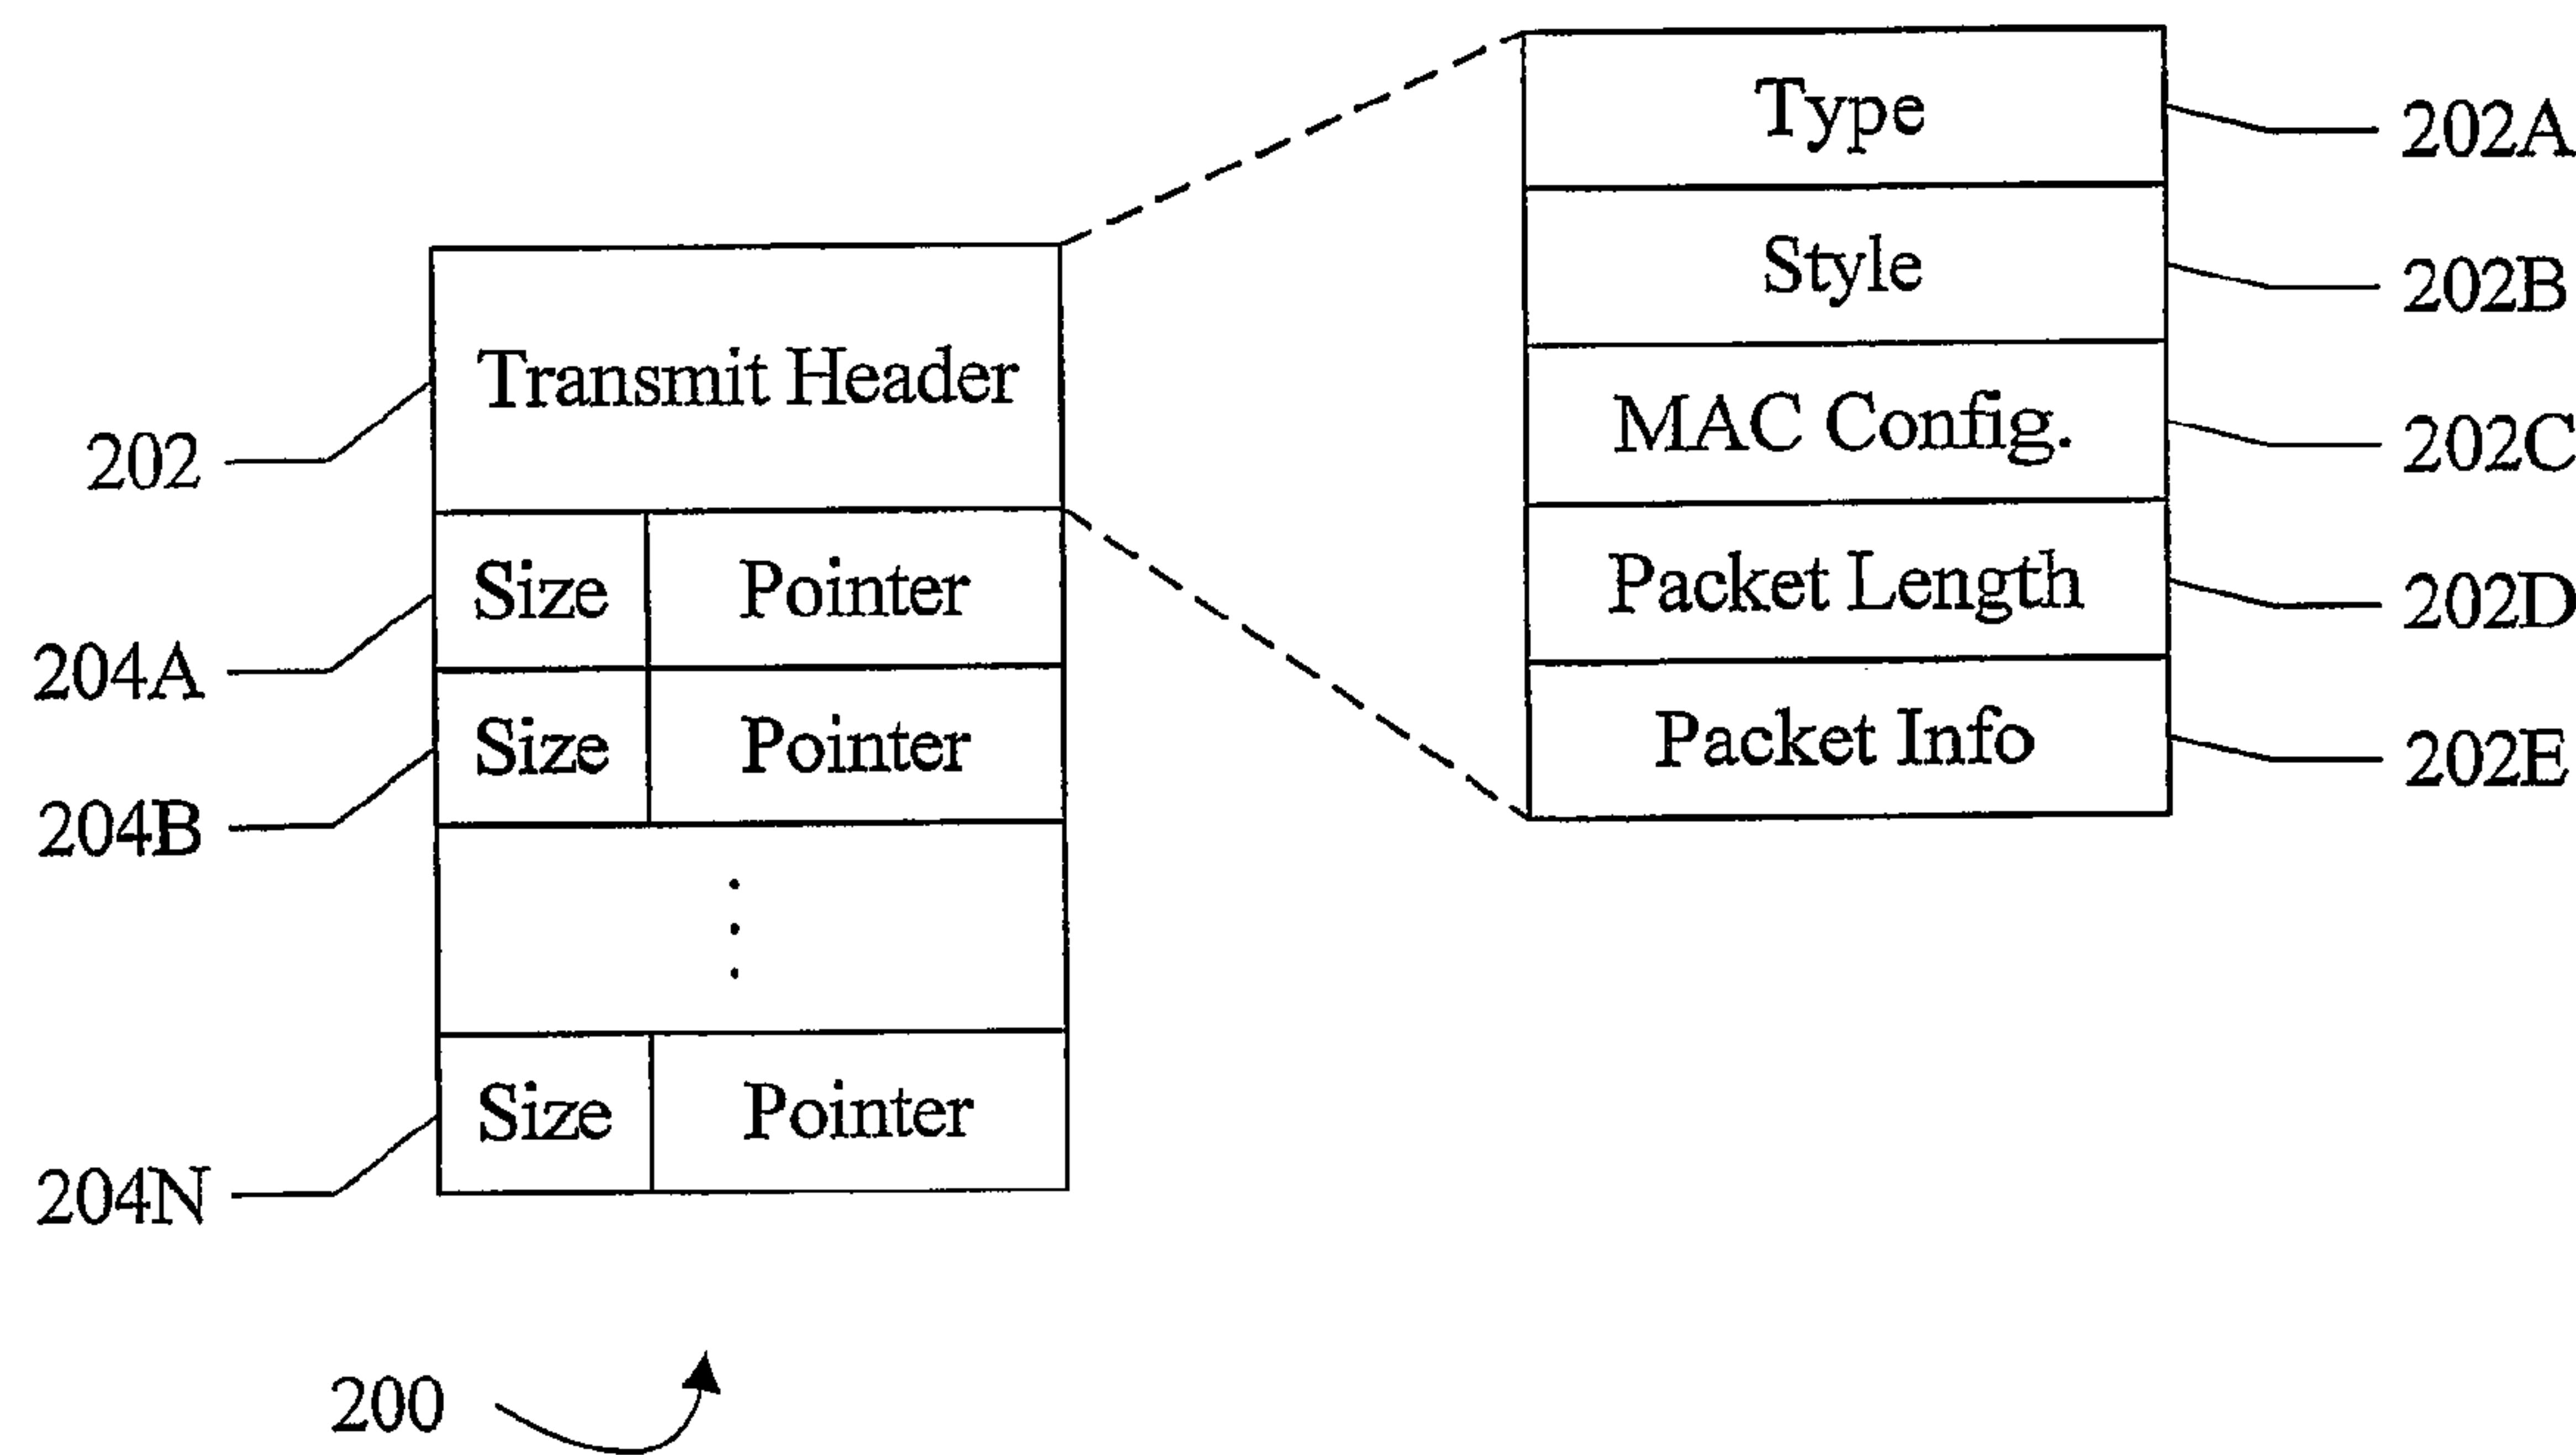 Transmit Header
202
Size Pointer
204A
Size Pointer
204B
Size Pointer
204N
200
Type
202A
Style
202B
MAC Config.
202C
Packet Length
202D
Packet Info
202E